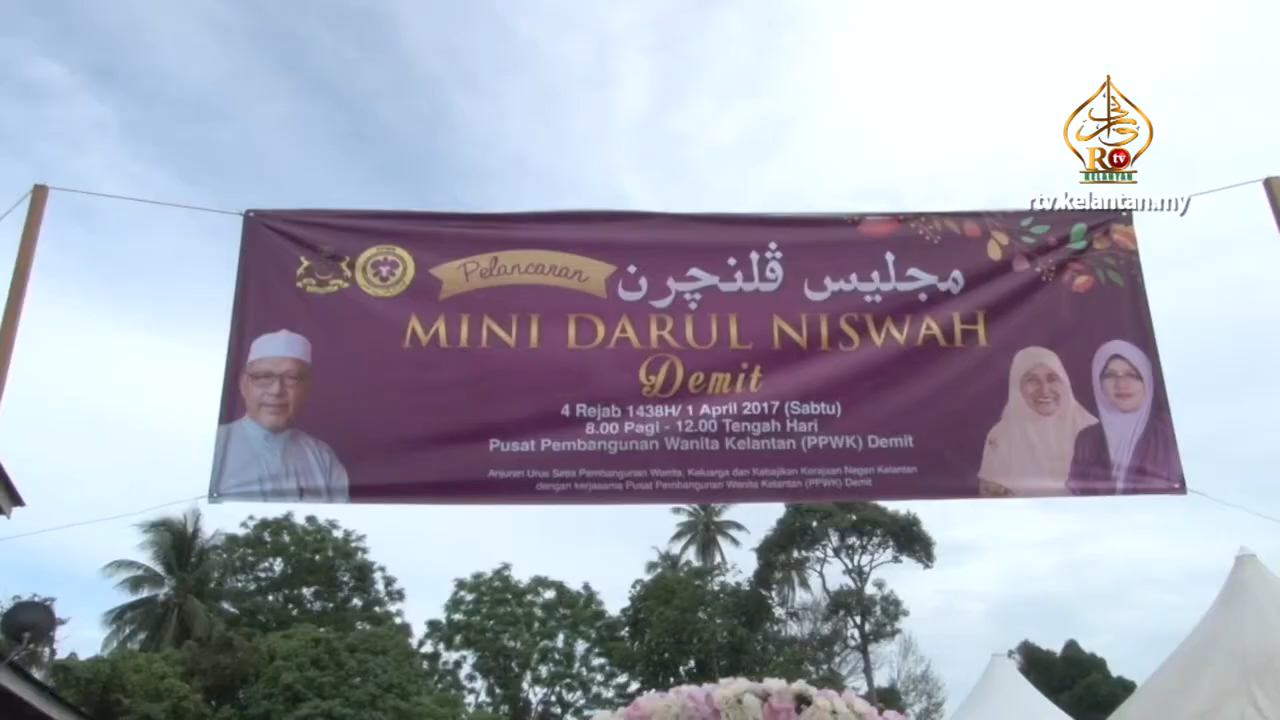 R tv
KELANTAN
rtv.kelantan.my
Pelancaran
مجليس ڤلنچرن
MINI DARUL NISWAH
Demit
4 Rejab 1438H/ 1 April 2017 (Sabtu)
8.00 Pagi - 12.00 Tengah Hari
Pusat Pembangunan Wanita Kelantan (PPWK) Demit
Anjuran Urus Setia Pembangunan Wanita, Keluarga dan Kebajikan Kerajaan Negeri Kelantan
dengan kerjasama Pusat Pembangunan Wanita Kelantan (PPWK) Demit